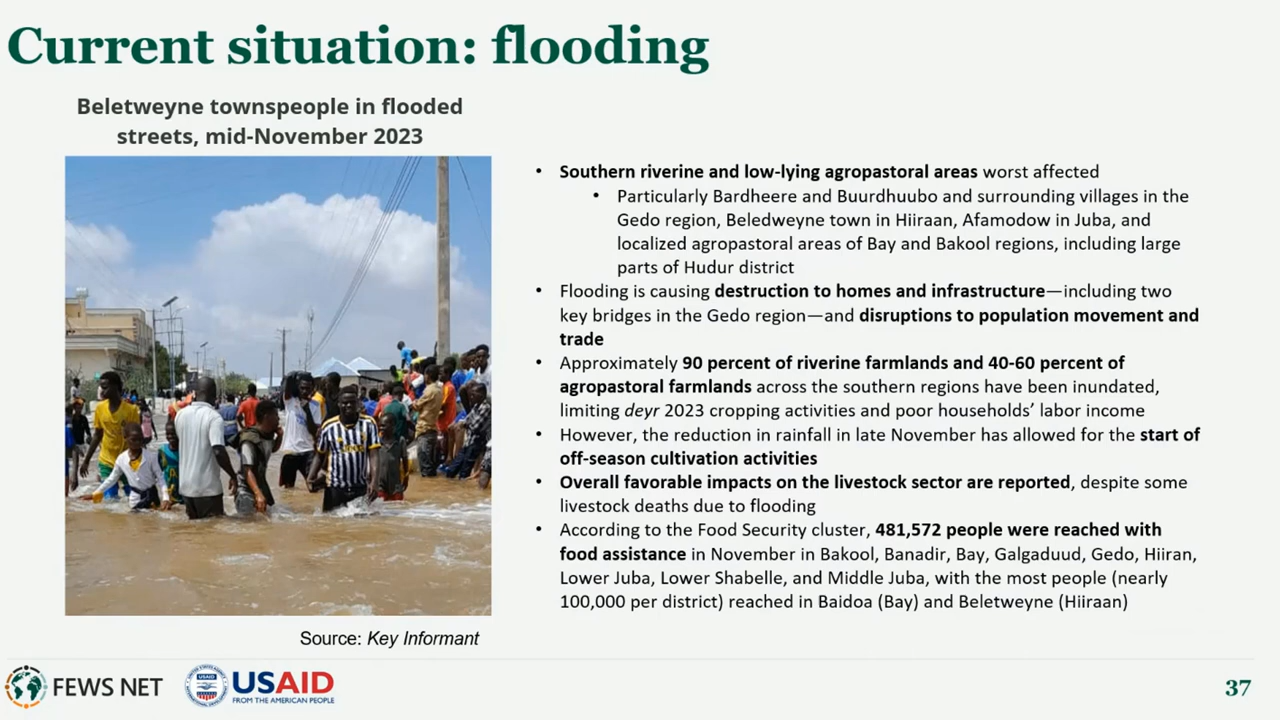 Current situation: flooding
Beletweyne townspeople in flooded
streets, mid-November 2023
• Southern riverine and low-lying agropastoral areas worst affected
• Particularly Bardheere and Buurdhuubo and surrounding villages in the
Gedo region, Beledweyne town in Hiiraan, Afamodow in Juba, and
localized agropastoral areas of Bay and Bakool regions, including large
parts of Hudur district
• Flooding is causing destruction to homes and infrastructure—including two
key bridges in the Gedo region—and disruptions to population movement and
trade
• Approximately 90 percent of riverine farmlands and 40-60 percent of
agropastoral farmlands across the southern regions have been inundated,
limiting deyr 2023 cropping activities and poor households’ labor income
• However, the reduction in rainfall in late November has allowed for the start of
off-season cultivation activities
• Overall favorable impacts on the livestock sector are reported, despite some
livestock deaths due to flooding
• According to the Food Security cluster, 481,572 people were reached with
food assistance in November in Bakool, Banadir, Bay, Galgaduud, Gedo, Hiiran,
Lower Juba, Lower Shabelle, and Middle Juba, with the most people (nearly
100,000 per district) reached in Baidoa (Bay) and Beletweyne (Hiiraan)
Source: Key Informant
FEWS NET
USAID
FROM THE AMERICAN PEOPLE
37